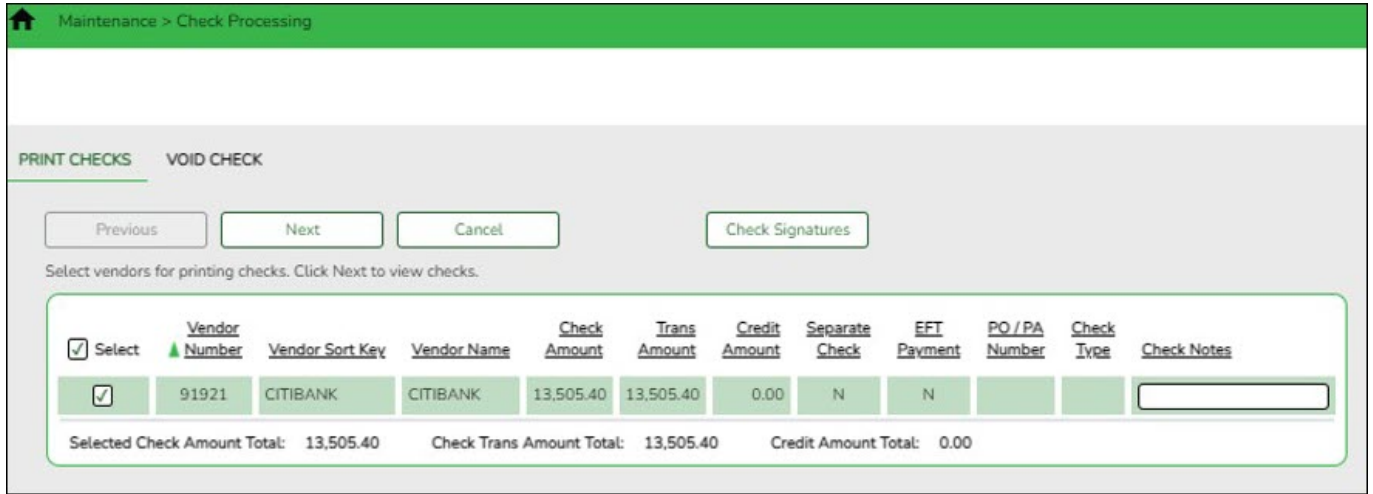 Maintenance > Check Processing
PRINT CHECKS VOID CHECK
Previous Next Cancel Check Signatures
Select vendors for printing checks. Click Next to view checks.
Select Vendor Number Vendor Sort Key Vendor Name Check Amount Trans Amount Credit Amount Separate Check EFT Payment PO / PA Number Check Type Check Notes
91921 CITIBANK CITIBANK 13,505.40 13,505.40 0.00 N N
Selected Check Amount Total: 13,505.40 Check Trans Amount Total: 13,505.40 Credit Amount Total: 0.00